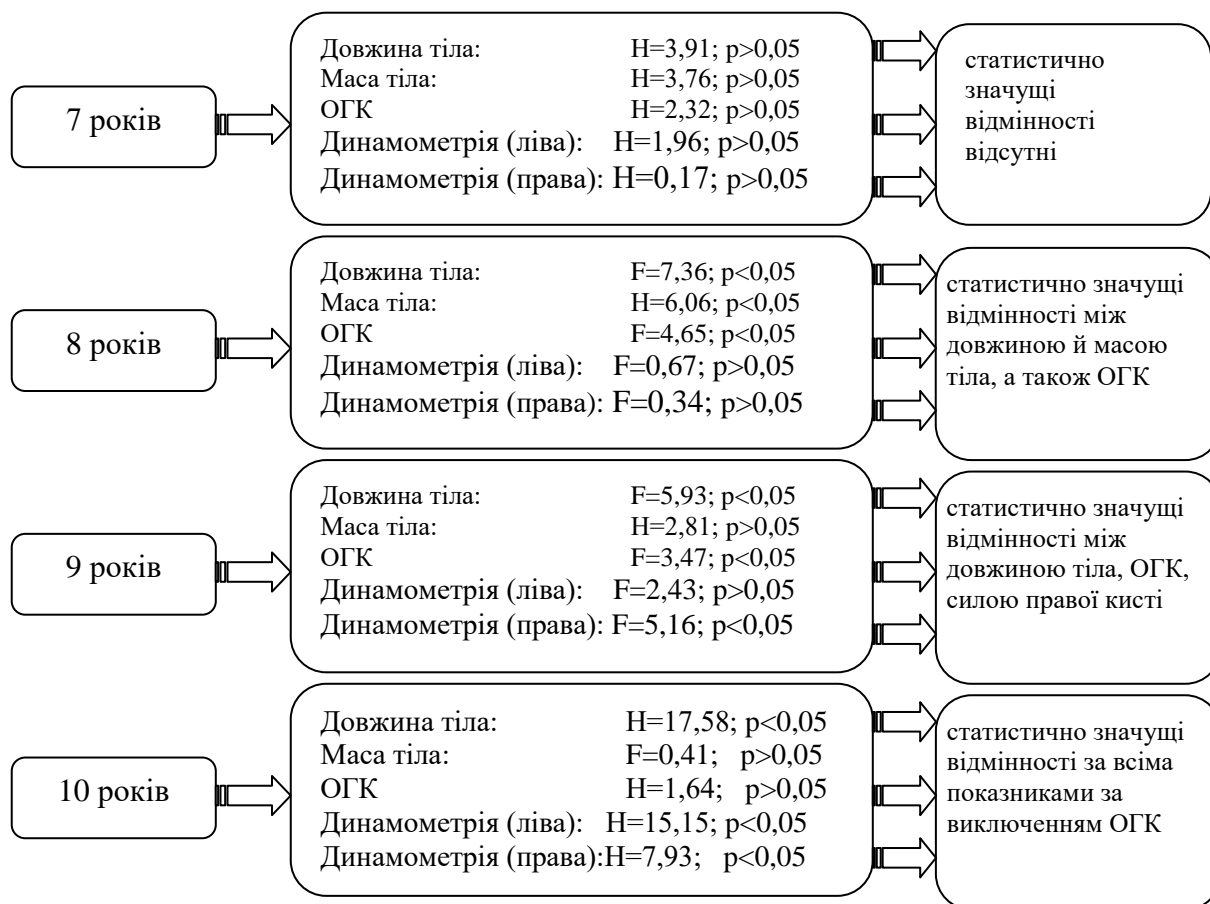 7 років
Довжина тіла: H=3,91; p>0,05
Маса тіла: H=3,76; p>0,05
ОГК H=2,32; p>0,05
Динамометрія (ліва): H=1,96; p>0,05
Динамометрія (права): H=0,17; p>0,05
статистично
значущі
відмінності
відсутні
8 років
Довжина тіла: F=7,36; p<0,05
Маса тіла: H=6,06; p<0,05
ОГК F=4,65; p<0,05
Динамометрія (ліва): F=0,67; p>0,05
Динамометрія (права): F=0,34; p>0,05
статистично значущі
відмінності між
довжиною й масою
тіла, а також ОГК
9 років
Довжина тіла: F=5,93; p<0,05
Маса тіла: H=2,81; p>0,05
ОГК F=3,47; p<0,05
Динамометрія (ліва): F=2,43; p>0,05
Динамометрія (права): F=5,16; p<0,05
статистично значущі
відмінності між
довжиною тіла, ОГК,
силою правої кисті
10 років
Довжина тіла: H=17,58; p<0,05
Маса тіла: F=0,41; p>0,05
ОГК H=1,64; p>0,05
Динамометрія (ліва): H=15,15; p<0,05
Динамометрія (права):H=7,93; p<0,05
статистично значущі
відмінності за всіма
показниками за
виключенням ОГК